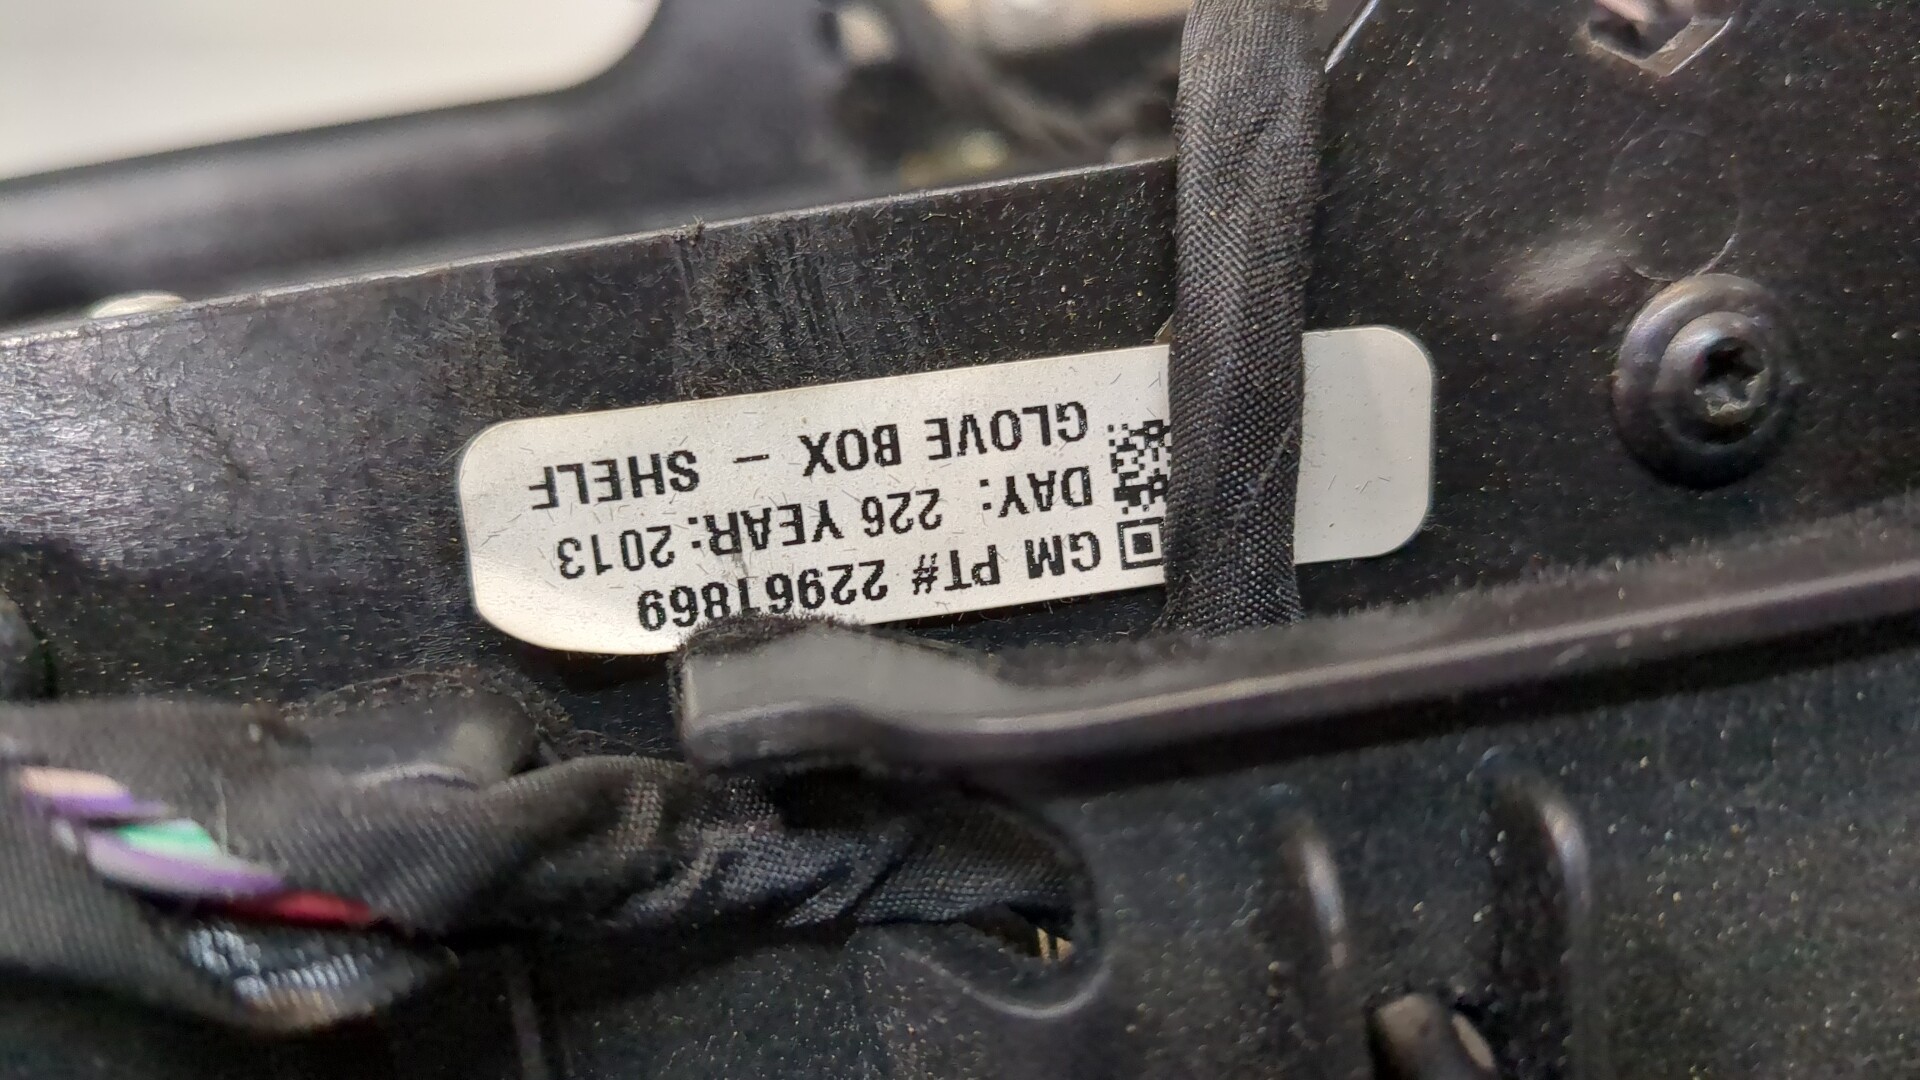 GM PT# 22961869
DAY: 226 YEAR: 2013
GLOVE BOX - SHELF